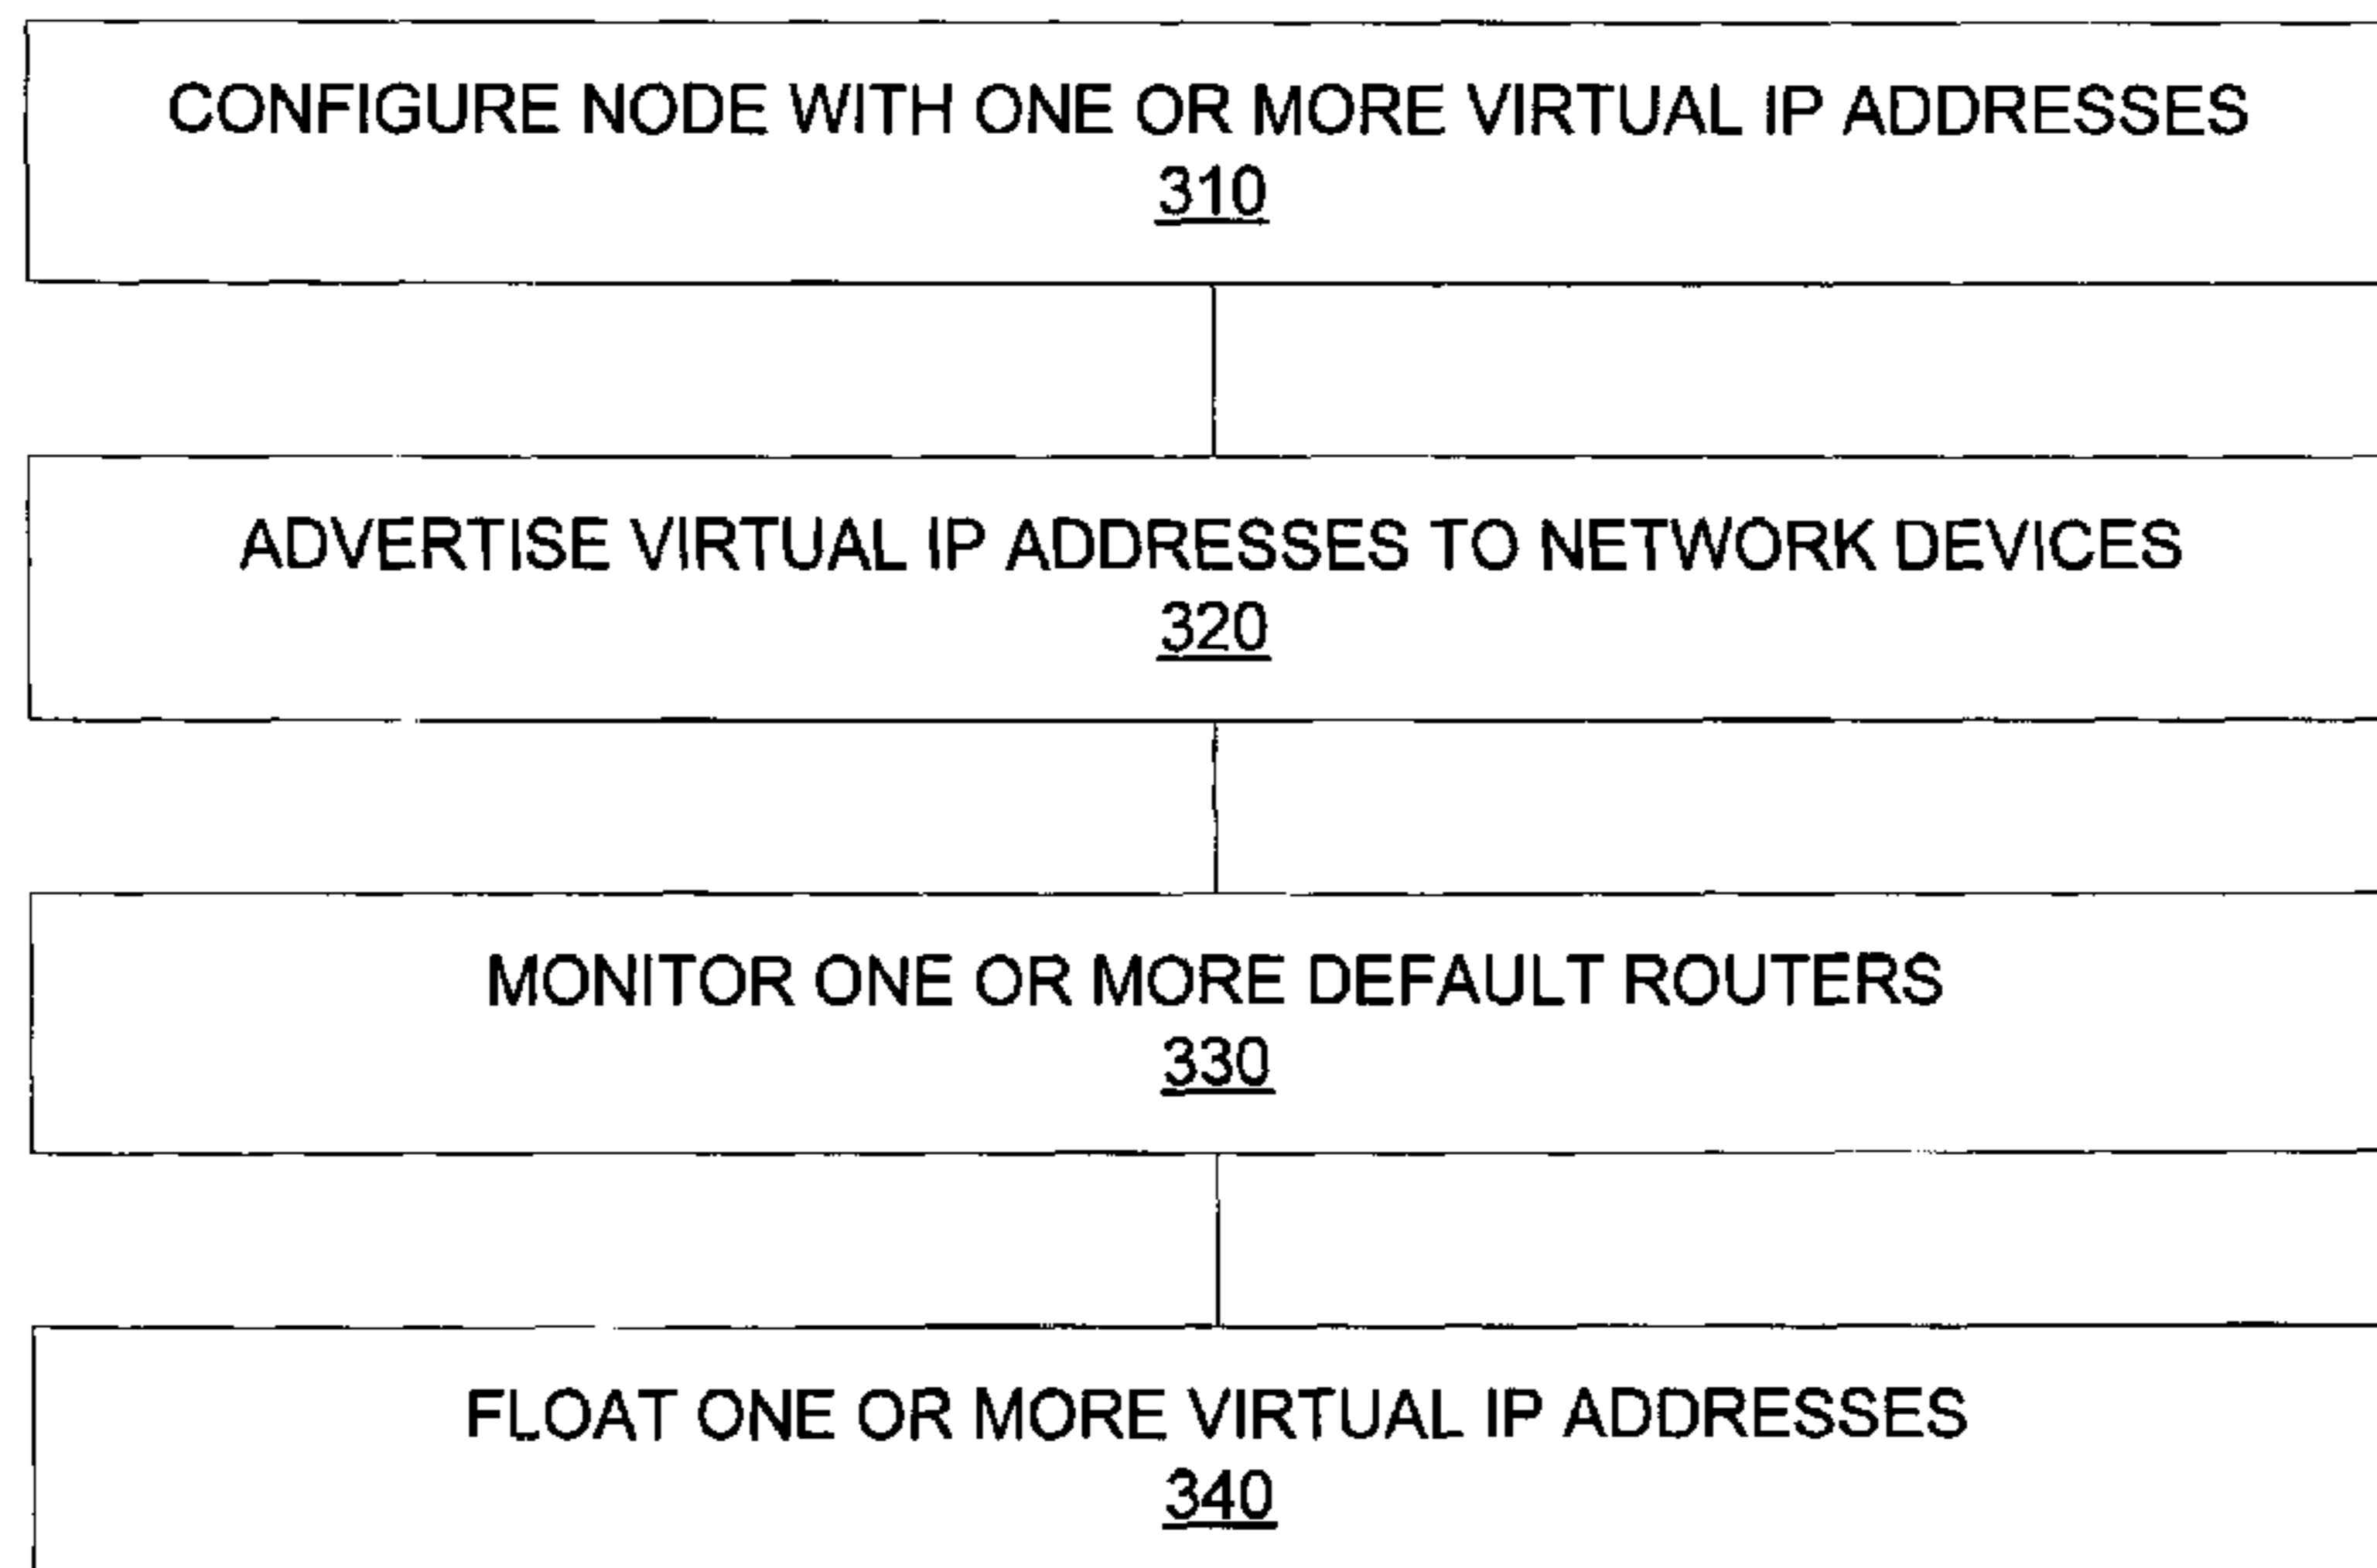 CONFIGURE NODE WITH ONE OR MORE VIRTUAL IP ADDRESSES
310
ADVERTISE VIRTUAL IP ADDRESSES TO NETWORK DEVICES
320
MONITOR ONE OR MORE DEFAULT ROUTERS
330
FLOAT ONE OR MORE VIRTUAL IP ADDRESSES
340